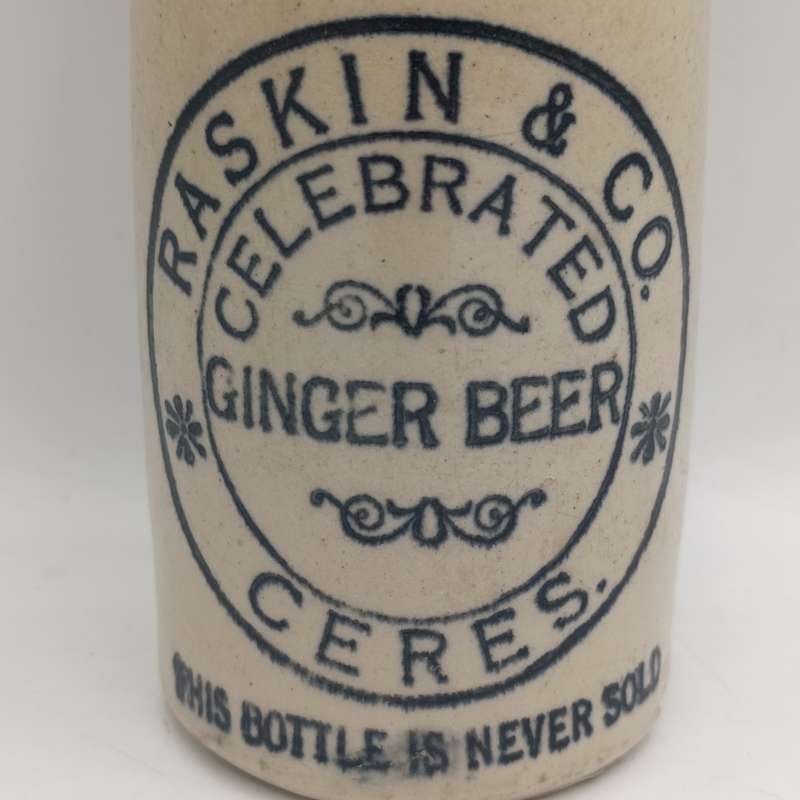 RASKIN & CO.
CELEBRATED
GINGER BEER
CERES.
THIS BOTTLE IS NEVER SOLD